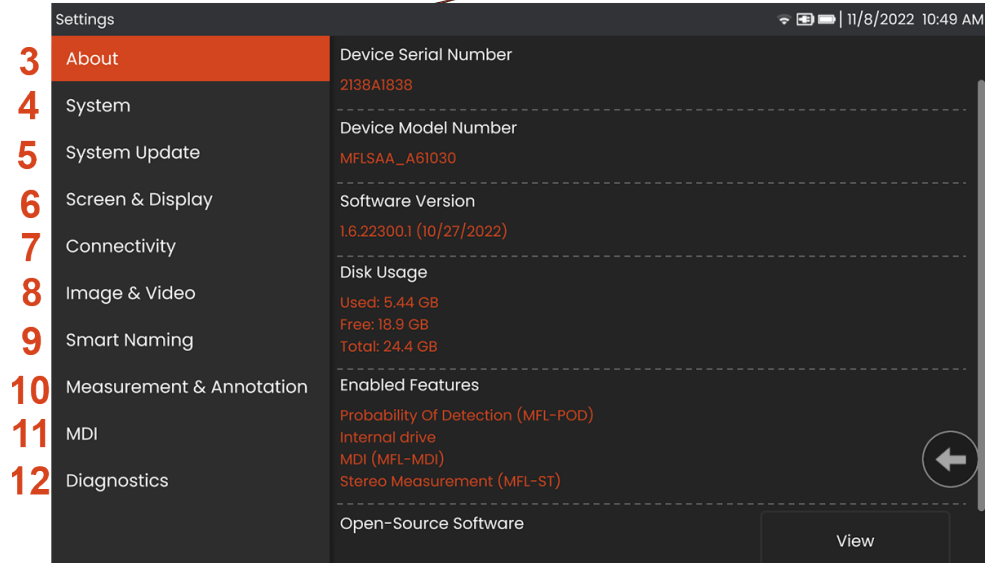 Settings
11/8/2022 10:49 AM
3 About
4 System
5 System Update
6 Screen & Display
7 Connectivity
8 Image & Video
9 Smart Naming
10 Measurement & Annotation
11 MDI
12 Diagnostics
Device Serial Number
2138A1838
Device Model Number
MFLSAA_A61030
Software Version
1.6.22300.1 (10/27/2022)
Disk Usage
Used: 5.44 GB
Free: 18.9 GB
Total: 24.4 GB
Enabled Features
Probability Of Detection (MFL-POD)
Internal drive
MDI (MFL-MDI)
Stereo Measurement (MFL-ST)
Open-Source Software
View